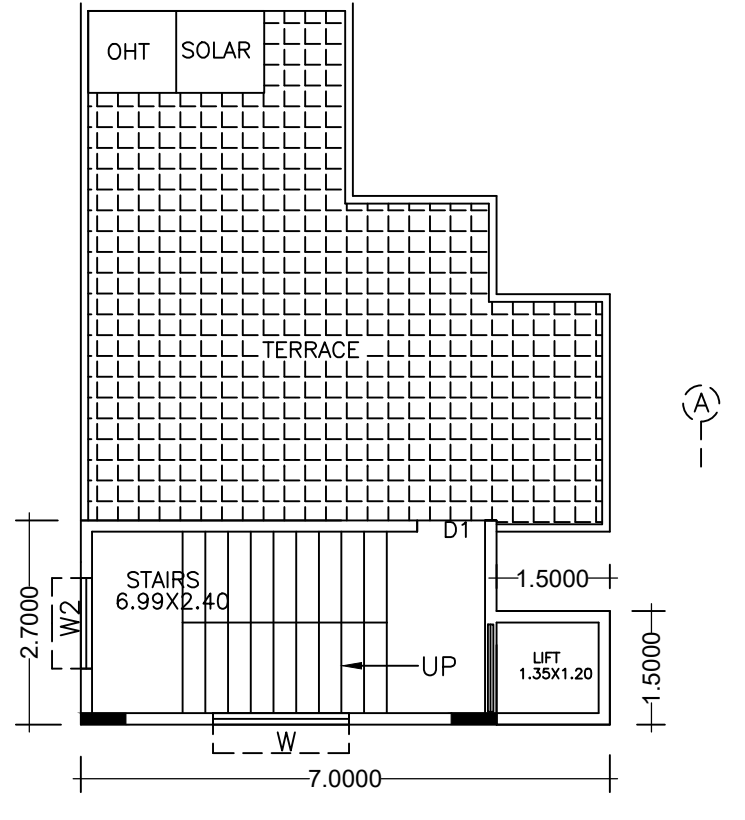 OHT
SOLAR
TERRACE
A
D1
STAIRS
6.99X2.40
1.5000
2.7000
W2
UP
LIFT
1.35X1.20
1.5000
W
7.0000